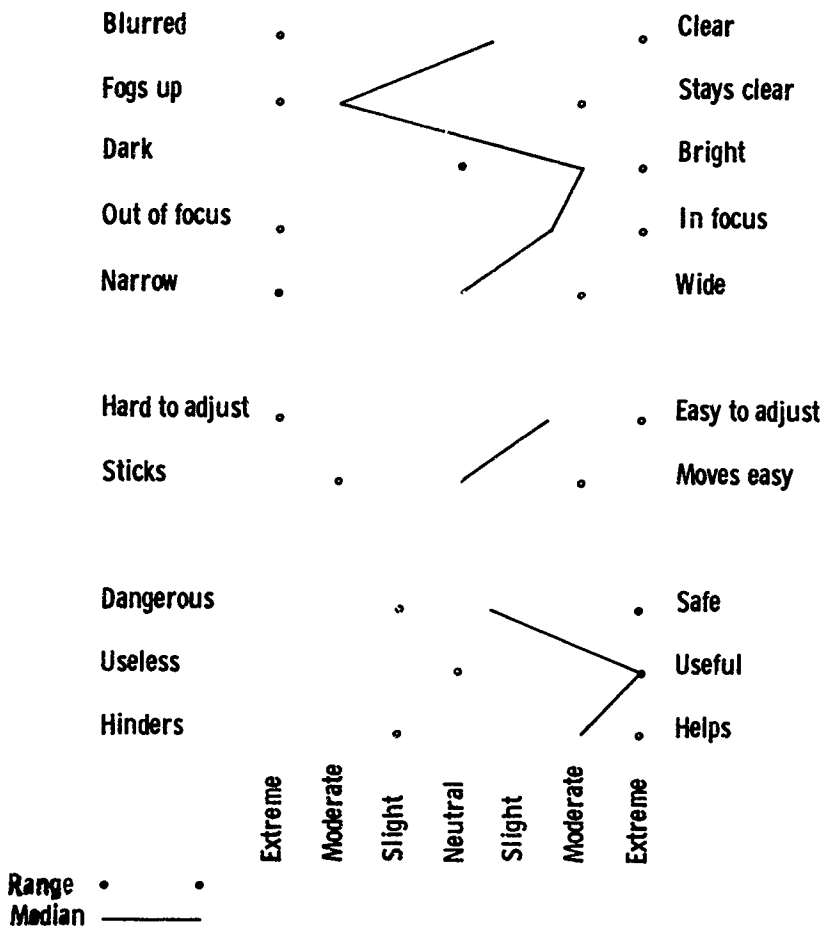 Blurred Clear
Fogs up Stays clear
Dark Bright
Out of focus In focus
Narrow Wide
Hard to adjust Easy to adjust
Sticks Moves easy
Dangerous Safe
Useless Useful
Hinders Helps
Extreme Moderate Slight Neutral Slight Moderate Extreme
Range
Median